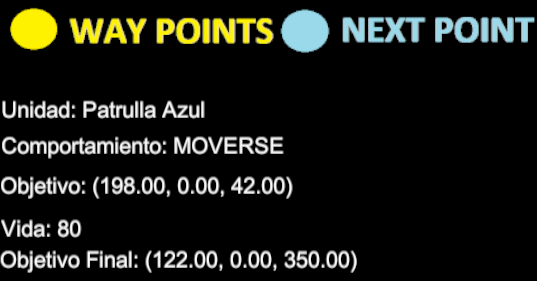 WAY POINTS NEXT POINT
Unidad: Patrulla Azul
Comportamiento: MOVERSE
Objetivo: (198.00, 0.00, 42.00)
Vida: 80
Objetivo Final: (122.00, 0.00, 350.00)